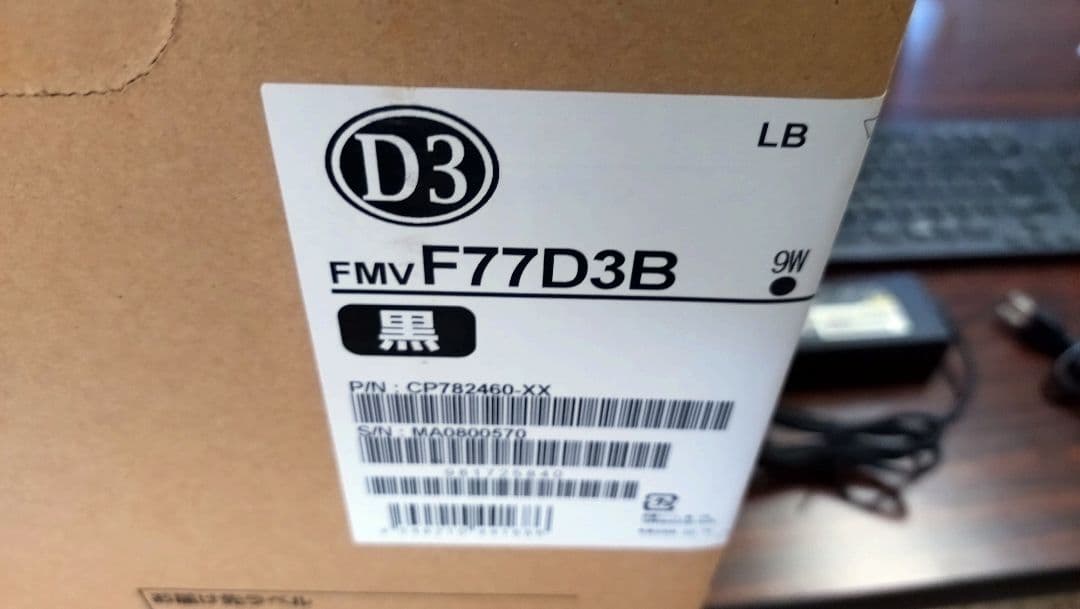 D3
LB
FMV F77D3B
9W
黒
P/N : CP782460-XX
S/N : MA0800570